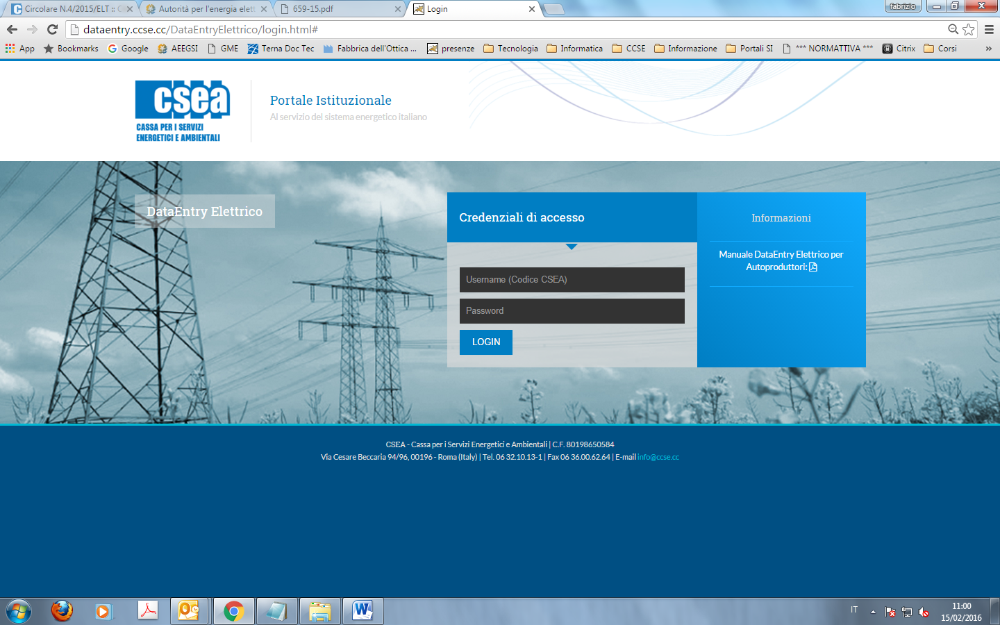 Circolare N.4/2015/ELT ::
Autorità per l'energia elett
659-15.pdf
Login
fabrizio
dataentry.ccse.cc/DataEntryElettrico/login.html#
App
Bookmarks
Google
AEEGSI
GME
Terna Doc Tec
Fabbrica dell'Ottica ...
presenze
Tecnologia
Informatica
CCSE
Informazione
Portali SI
*** NORMATTIVA ***
Citrix
Corsi
»
csea
CASSA PER I SERVIZI
ENERGETICI E AMBIENTALI
Portale Istituzionale
Al servizio del sistema energetico italiano
DataEntry Elettrico
Credenziali di accesso
Username (Codice CSEA)
Password
LOGIN
Informazioni
Manuale DataEntry Elettrico per
Autoproduttori:
CSEA - Cassa per i Servizi Energetici e Ambientali | C.F. 80198650584
Via Cesare Beccaria 94/96, 00196 - Roma (Italy) | Tel. 06 32.10.13-1 | Fax 06 36.00.62.64 | E-mail info@ccse.cc
IT
11:00
15/02/2016